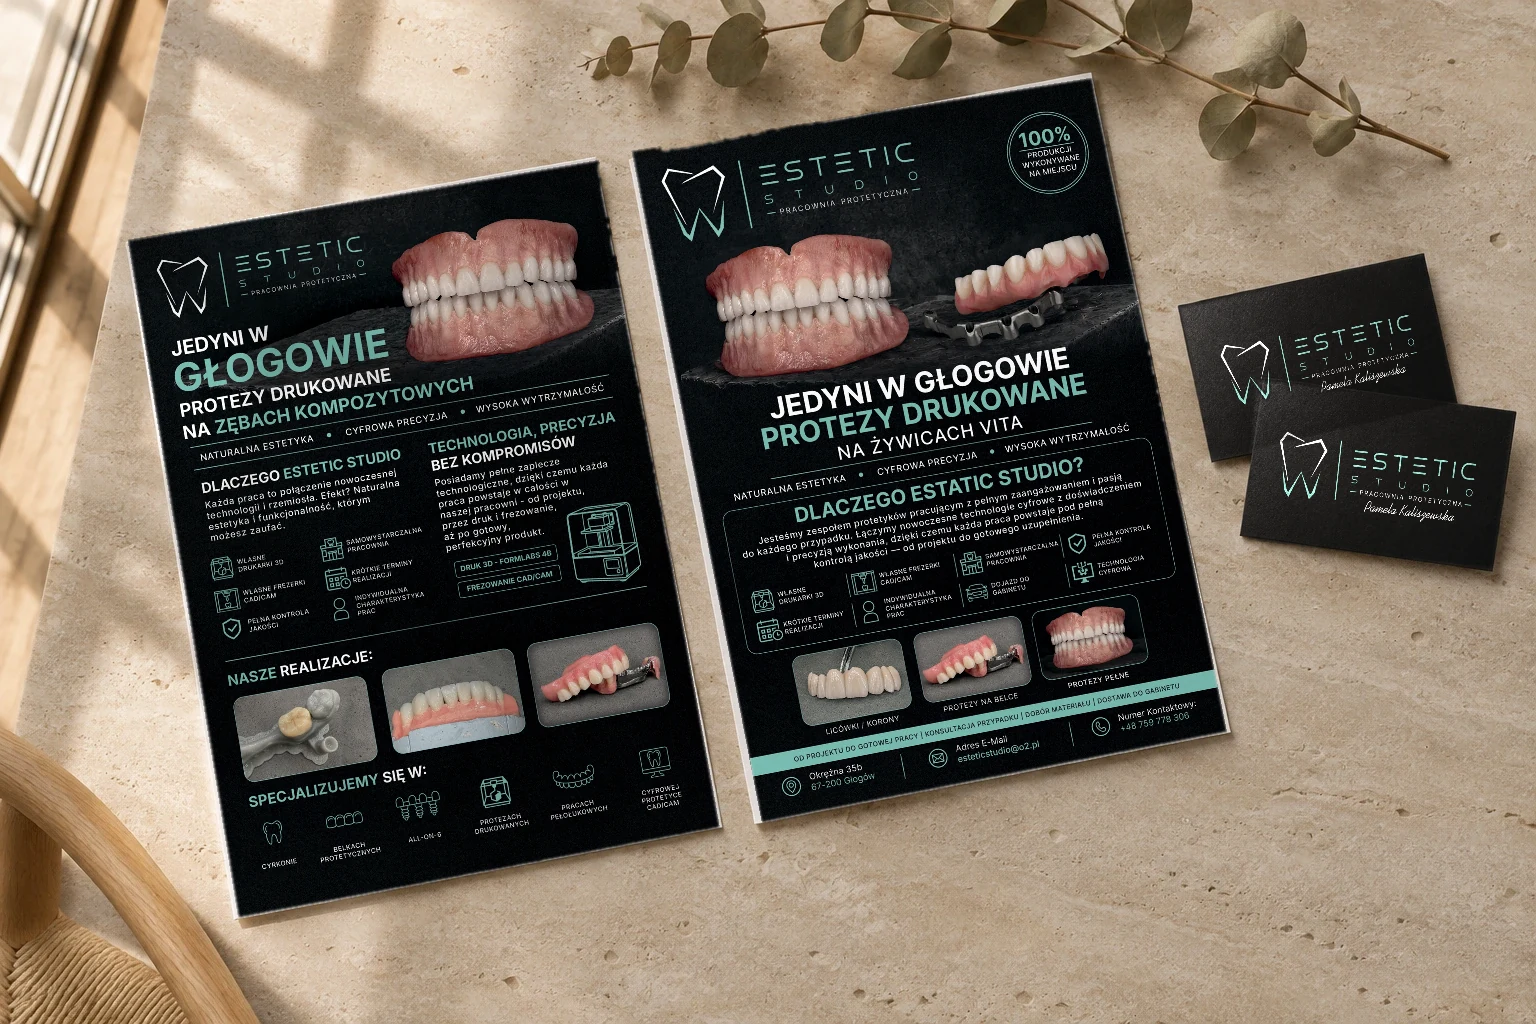 ESTETIC
STUDIO
PRACOWNIA PROTETYCZNA
JEDYNI W
GŁOGOWIE
PROTEZY DRUKOWANE
NA ZĘBACH KOMPOZYTOWYCH
NATURALNA ESTETYKA • CYFROWA PRECYZJA • WYSOKA WYTRZYMAŁOŚĆ
DLACZEGO ESTETIC STUDIO
Każda praca to połączenie nowoczesnej
technologii i rzemiosła. Efekt? Naturalna
estetyka i funkcjonalność, którym
możesz zaufać.
WŁASNE
DRUKARKI 3D
SAMOWYSTARCZALNA
PRACOWNIA
WŁASNE FREZERKI
CAD/CAM
KRÓTKIE TERMINY
REALIZACJI
PEŁNA KONTROLA
JAKOŚCI
INDYWIDUALNA
CHARAKTERYSTYKA
PRAC
TECHNOLOGIA, PRECYZJA
BEZ KOMPROMISÓW
Posiadamy pełne zaplecze
technologiczne, dzięki czemu każda
praca powstaje w całości w
naszej pracowni - od projektu,
przez druk i frezowanie,
aż po gotowy,
perfekcyjny produkt.
DRUK 3D - FORMLABS 4B
FREZOWANIE CAD/CAM
NASZE REALIZACJE:
SPECJALIZUJEMY SIĘ W:
CYRKONIE
BELKACH
PROTETYCZNYCH
ALL-ON-6
PROTEZACH
DRUKOWANYCH
PRACACH
PEŁOŁUKOWYCH
CYFROWEJ
PROTETYCE
CAD/CAM
ESTETIC
STUDIO
PRACOWNIA PROTETYCZNA
100%
PRODUKCJI
WYKONYWANE
NA MIEJSCU
JEDYNI W GŁOGOWIE
PROTEZY DRUKOWANE
NA ŻYWICACH VITA
NATURALNA ESTETYKA • CYFROWA PRECYZJA • WYSOKA WYTRZYMAŁOŚĆ
DLACZEGO ESTATIC STUDIO?
Jesteśmy zespołem protetyków pracującym z pełnym zaangażowaniem i pasją
do każdego przypadku. Łączymy nowoczesne technologie cyfrowe z doświadczeniem
i precyzją wykonania, dzięki czemu każda praca powstaje pod pełną
kontrolą jakości — od projektu do gotowego uzupełnienia.
WŁASNE
DRUKARKI 3D
WŁASNE FREZERKI
CAD/CAM
SAMOWYSTARCZALNA
PRACOWNIA
PEŁNA KONTROLA
JAKOŚCI
KRÓTKIE TERMINY
REALIZACJI
INDYWIDUALNA
CHARAKTERYSTYKA
PRAC
DOJAZD DO
GABINETU
TECHNOLOGIA
CYFROWA
LICÓWKI / KORONY
PROTEZY NA BELCE
PROTEZY PEŁNE
OD PROJEKTU DO GOTOWEJ PRACY | KONSULTACJA PRZYPADKU | DOBÓR MATERIAŁU | DOSTAWA DO GABINETU
Okrężna 35b
67-200 Głogów
Adres E-Mail
esteticstudio@o2.pl
Numer Kontaktowy:
+48 759 778 306
ESTETIC
STUDIO
PRACOWNIA PROTETYCZNA
Pamela Kaliszewska
ESTETIC
STUDIO
PRACOWNIA PROTETYCZNA
Pamela Kaliszewska